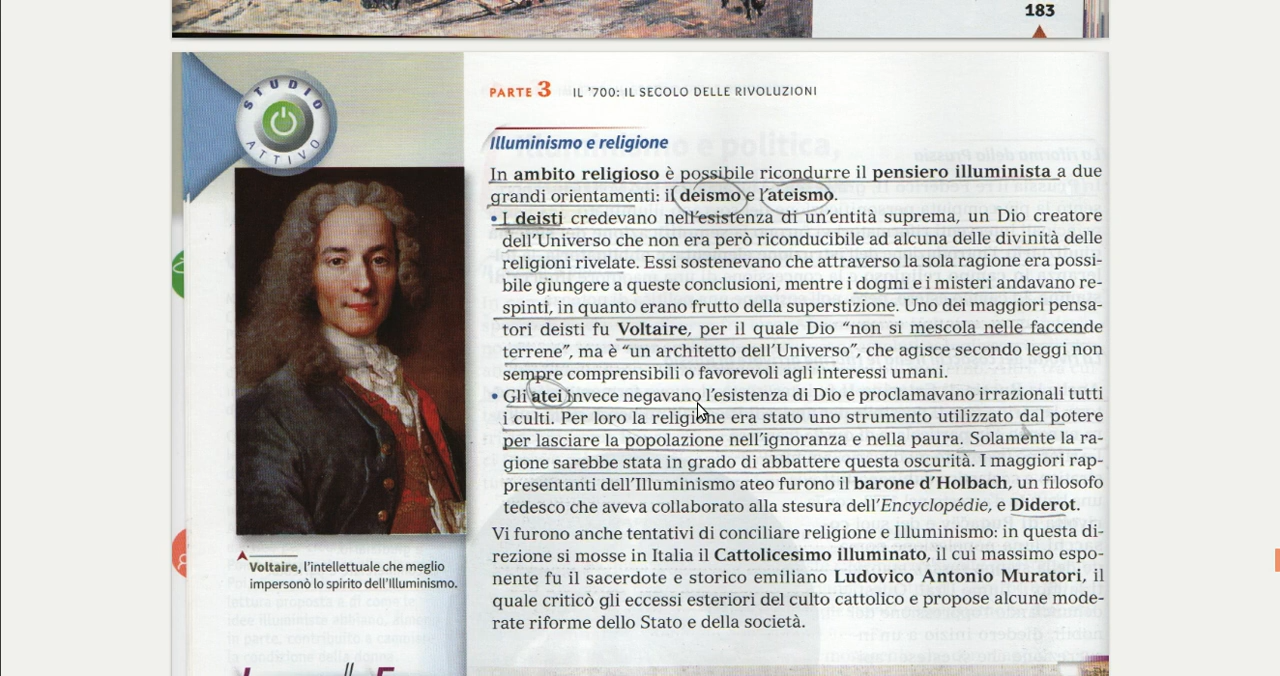 183
STUDIO
ATTIVO
PARTE 3 IL '700: IL SECOLO DELLE RIVOLUZIONI
Illuminismo e religione
In ambito religioso è possibile ricondurre il pensiero illuminista a due
grandi orientamenti: il deismo e l'ateismo.
• I deisti credevano nell'esistenza di un'entità suprema, un Dio creatore
dell'Universo che non era però riconducibile ad alcuna delle divinità delle
religioni rivelate. Essi sostenevano che attraverso la sola ragione era possi-
bile giungere a queste conclusioni, mentre i dogmi e i misteri andavano re-
spinti, in quanto erano frutto della superstizione. Uno dei maggiori pensa-
tori deisti fu Voltaire, per il quale Dio “non si mescola nelle faccende
terrene”, ma è “un architetto dell'Universo”, che agisce secondo leggi non
sempre comprensibili o favorevoli agli interessi umani.
• Gli atei invece negavano l'esistenza di Dio e proclamavano irrazionali tutti
i culti. Per loro la religione era stato uno strumento utilizzato dal potere
per lasciare la popolazione nell'ignoranza e nella paura. Solamente la ra-
gione sarebbe stata in grado di abbattere questa oscurità. I maggiori rap-
presentanti dell'Illuminismo ateo furono il barone d'Holbach, un filosofo
tedesco che aveva collaborato alla stesura dell'Encyclopédie, e Diderot.
Vi furono anche tentativi di conciliare religione e Illuminismo: in questa di-
rezione si mosse in Italia il Cattolicesimo illuminato, il cui massimo espo-
nente fu il sacerdote e storico emiliano Ludovico Antonio Muratori, il
quale criticò gli eccessi esteriori del culto cattolico e propose alcune mode-
rate riforme dello Stato e della società.
Voltaire, l'intellettuale che meglio
impersonò lo spirito dell'Illuminismo.